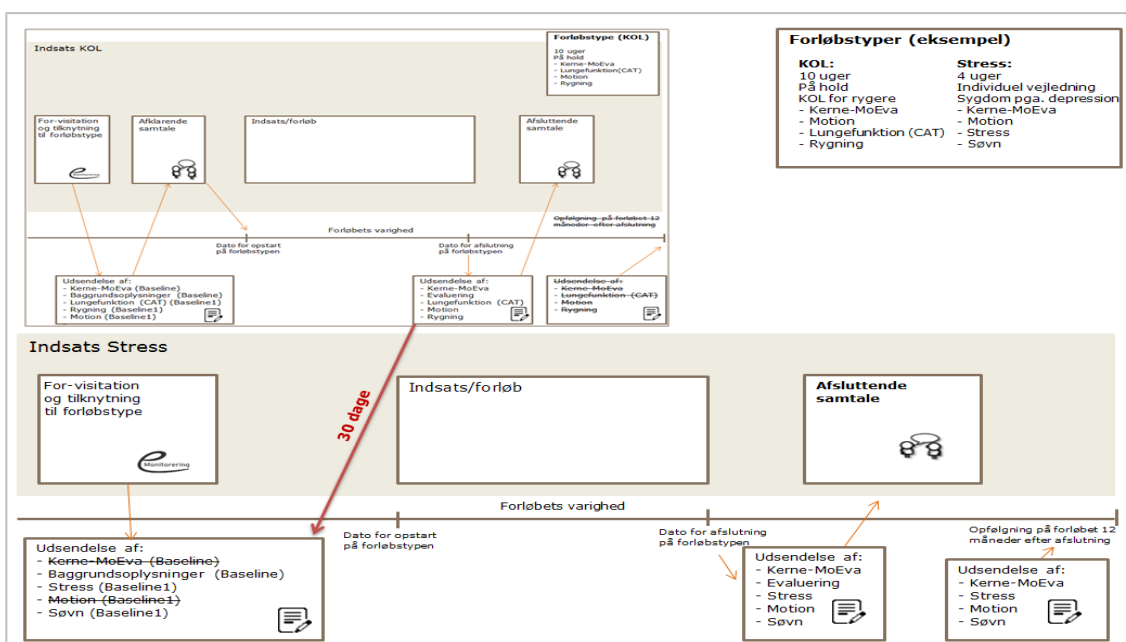 Indsats KOL
Forløbstype (KOL)
10 uger
På hold
- Kerne-MoEva
- Lungefunktion(CAT)
- Motion
- Rygning
For-visitation
og tilknytning
til forløbstype
Afklarende
samtale
Indsats/forløb
Afsluttende
samtale
Forløbets varighed
Dato for opstart
på forløbstypen
Dato for afslutning
på forløbstypen
Opfølgning på forløbet 12
måneder efter afslutning
Udsendelse af:
- Kerne-MoEva (Baseline)
- Baggrundsoplysninger (Baseline)
- Lungefunktion (CAT) (Baseline1)
- Rygning (Baseline1)
- Motion (Baseline1)
Udsendelse af:
- Kerne-MoEva
- Evaluering
- Lungefunktion (CAT)
- Motion
- Rygning
Udsendelse af:
- Kerne-MoEva
- Lungefunktion (CAT)
- Motion
- Rygning
Forløbstyper (eksempel)
KOL:
10 uger
På hold
KOL for rygere
- Kerne-MoEva
- Motion
- Lungefunktion (CAT)
- Rygning
Stress:
4 uger
Individuel vejledning
Sygdom pga. depression
- Kerne-MoEva
- Motion
- Stress
- Søvn
30 dage
Indsats Stress
For-visitation
og tilknytning
til forløbstype
Monitorering
Indsats/forløb
Afsluttende
samtale
Forløbets varighed
Dato for opstart
på forløbstypen
Dato for afslutning
på forløbstypen
Opfølgning på forløbet 12
måneder efter afslutning
Udsendelse af:
- Kerne-MoEva (Baseline)
- Baggrundsoplysninger (Baseline)
- Stress (Baseline1)
- Motion (Baseline1)
- Søvn (Baseline1)
Udsendelse af:
- Kerne-MoEva
- Evaluering
- Stress
- Motion
- Søvn
Udsendelse af:
- Kerne-MoEva
- Stress
- Motion
- Søvn